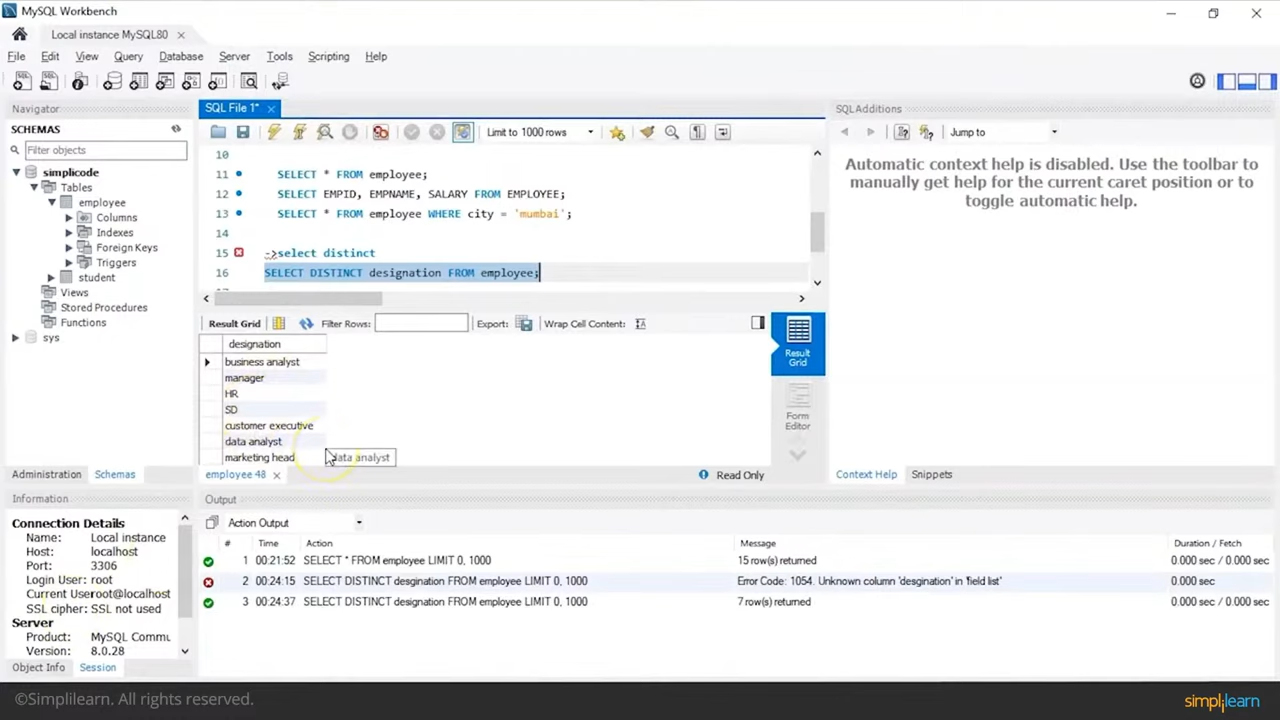 MySQL Workbench
Local instance MySQL80
File Edit View Query Database Server Tools Scripting Help
Navigator
SCHEMAS
Filter objects
simplicode
Tables
employee
Columns
Indexes
Foreign Keys
Triggers
student
Views
Stored Procedures
Functions
sys
Administration Schemas
Information
Connection Details
Name: Local instance
Host: localhost
Port: 3306
Login User: root
Current User: root@localhost
SSL cipher: SSL not used
Server
Product: MySQL Commu
Version: 8.0.28
Object Info Session
SQL File 1*
Limit to 1000 rows
10
11 SELECT * FROM employee;
12 SELECT EMPID, EMPNAME, SALARY FROM EMPLOYEE;
13 SELECT * FROM employee WHERE city = 'mumbai';
14
15 ->select distinct
16 SELECT DISTINCT designation FROM employee;
Result Grid Filter Rows: Export: Wrap Cell Content:
designation
business analyst
manager
HR
SD
customer executive
data analyst
marketing head data analyst
Result Grid
Form Editor
employee 48 Read Only
SQLAdditions
Jump to
Automatic context help is disabled. Use the toolbar to
manually get help for the current caret position or to
toggle automatic help.
Context Help Snippets
Output
Action Output
# Time Action Message Duration / Fetch
1 00:21:52 SELECT * FROM employee LIMIT 0, 1000 15 row(s) returned 0.000 sec / 0.000 sec
2 00:24:15 SELECT DISTINCT desgination FROM employee LIMIT 0, 1000 Error Code: 1054. Unknown column 'desgination' in 'field list' 0.000 sec
3 00:24:37 SELECT DISTINCT designation FROM employee LIMIT 0, 1000 7 row(s) returned 0.000 sec / 0.000 sec
©Simplilearn. All rights reserved.
simplilearn